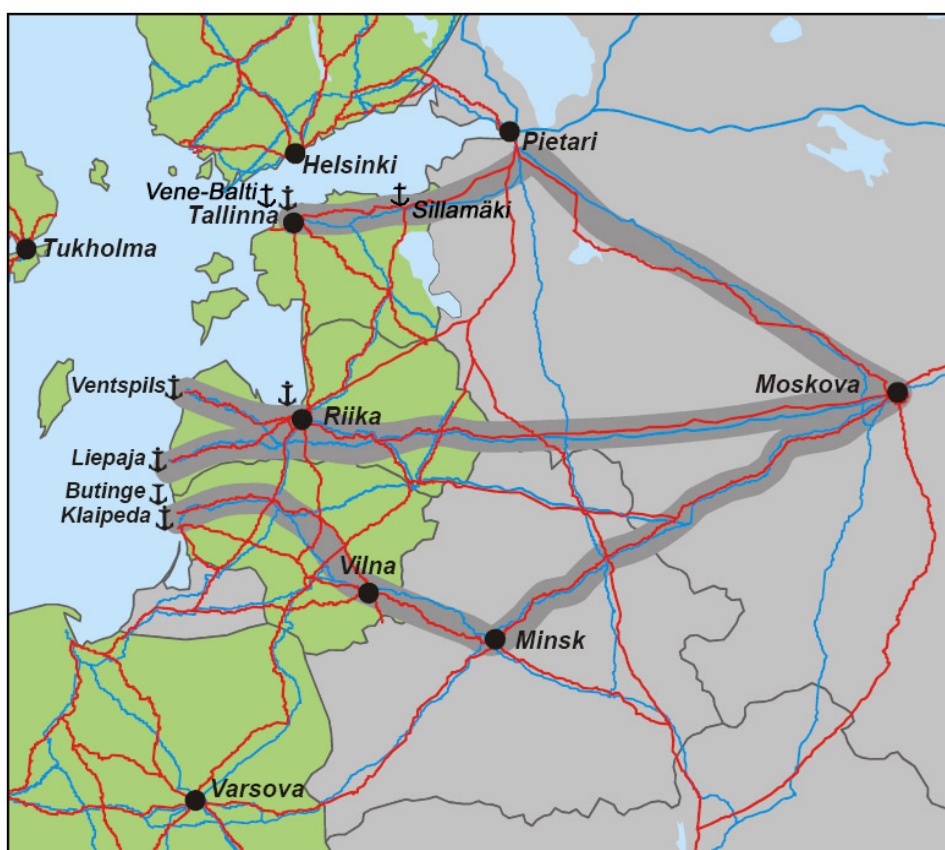 Pietari
Helsinki
Vene-Balti
Tallinna
Sillamäki
Tukholma
Ventspils
Moskova
Riika
Liepaja
Butinge
Klaipeda
Vilna
Minsk
Varsova